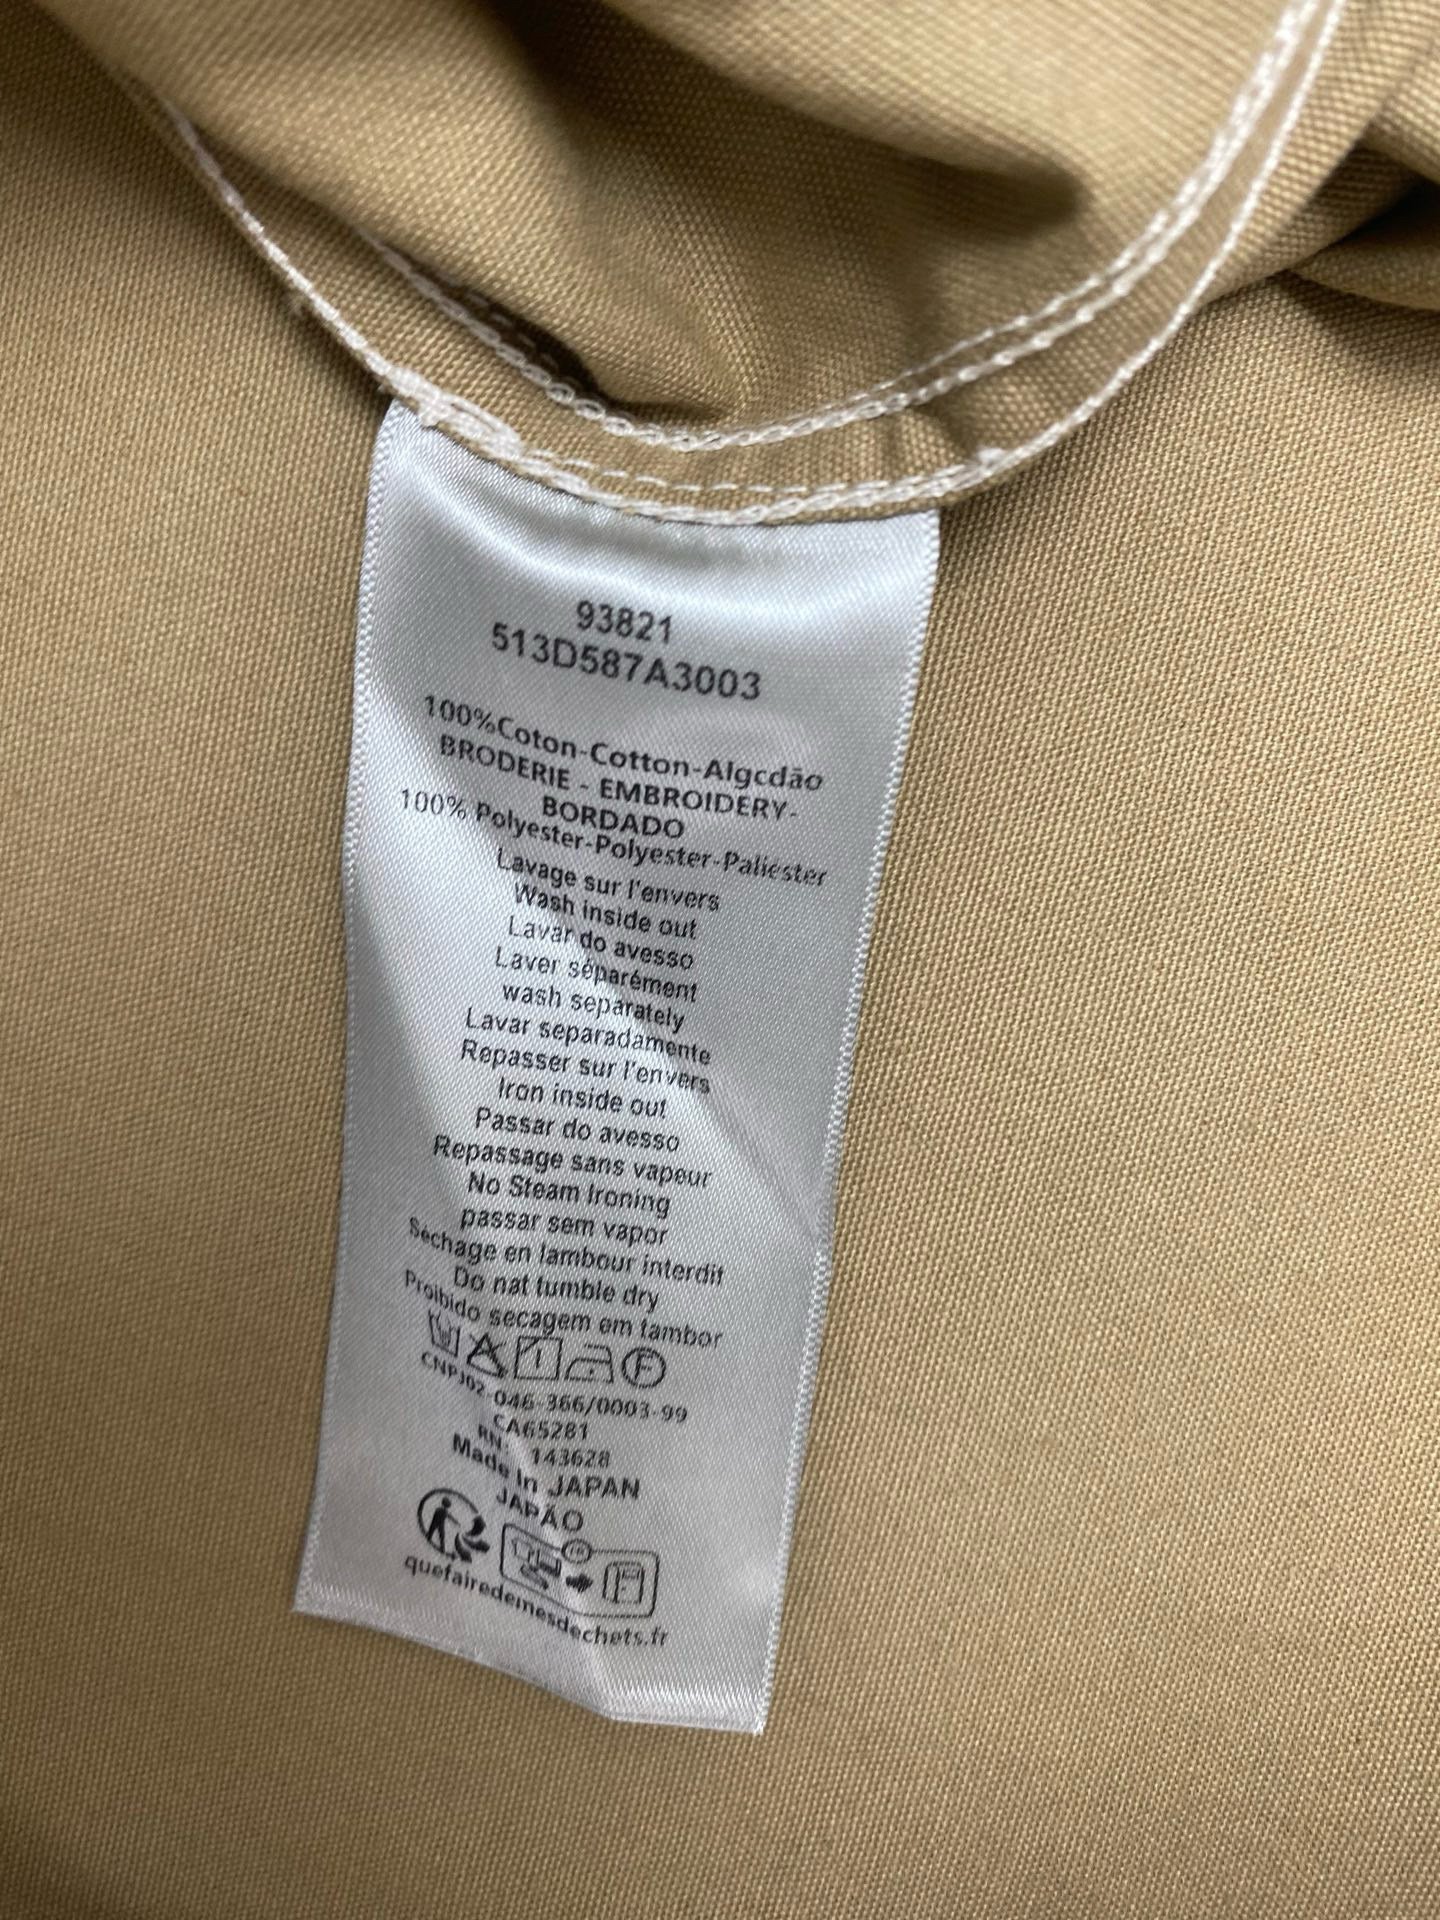 93821
513D587A3003
100%Coton-Cotton-Algcdão
BRODERIE - EMBROIDERY-
BORDADO
100% Polyester-Polyester-Paliester
Lavage sur l'envers
Wash inside out
Lavar do avesso
Laver séparément
wash separately
Lavar separadamente
Repasser sur l'envers
Iron inside out
Passar do avesso
Repassage sans vapeur
No Steam Ironing
passar sem vapor
Sechage en lambour interdit
Do nat tumble dry
Proibido secagem em tambor
F
CNPJ02-046-366/0003-99
CA65281
RN. 143628
Made In JAPAN
JAPÃO
quefairedemesdechets.fr